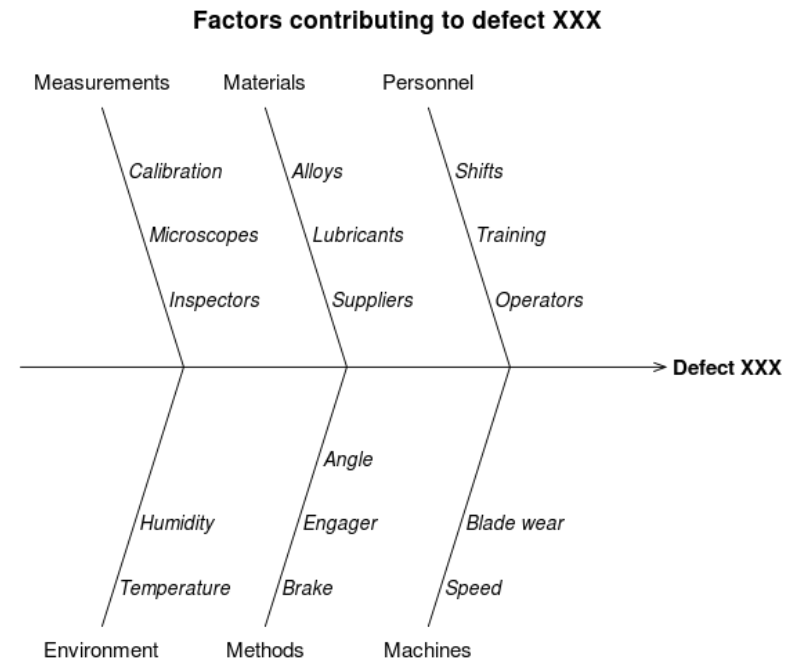 Factors contributing to defect XXX
Measurements
Materials
Personnel
Calibration
Alloys
Shifts
Microscopes
Lubricants
Training
Inspectors
Suppliers
Operators
Defect XXX
Angle
Humidity
Engager
Blade wear
Temperature
Brake
Speed
Environment
Methods
Machines